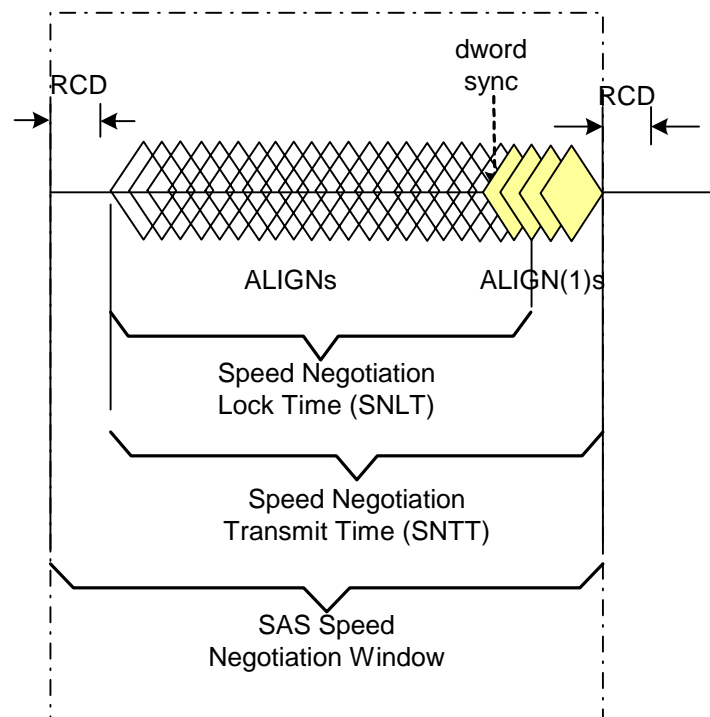 dword
sync
RCD
RCD
ALIGNs
ALIGN(1)s
Speed Negotiation
Lock Time (SNLT)
Speed Negotiation
Transmit Time (SNTT)
SAS Speed
Negotiation Window